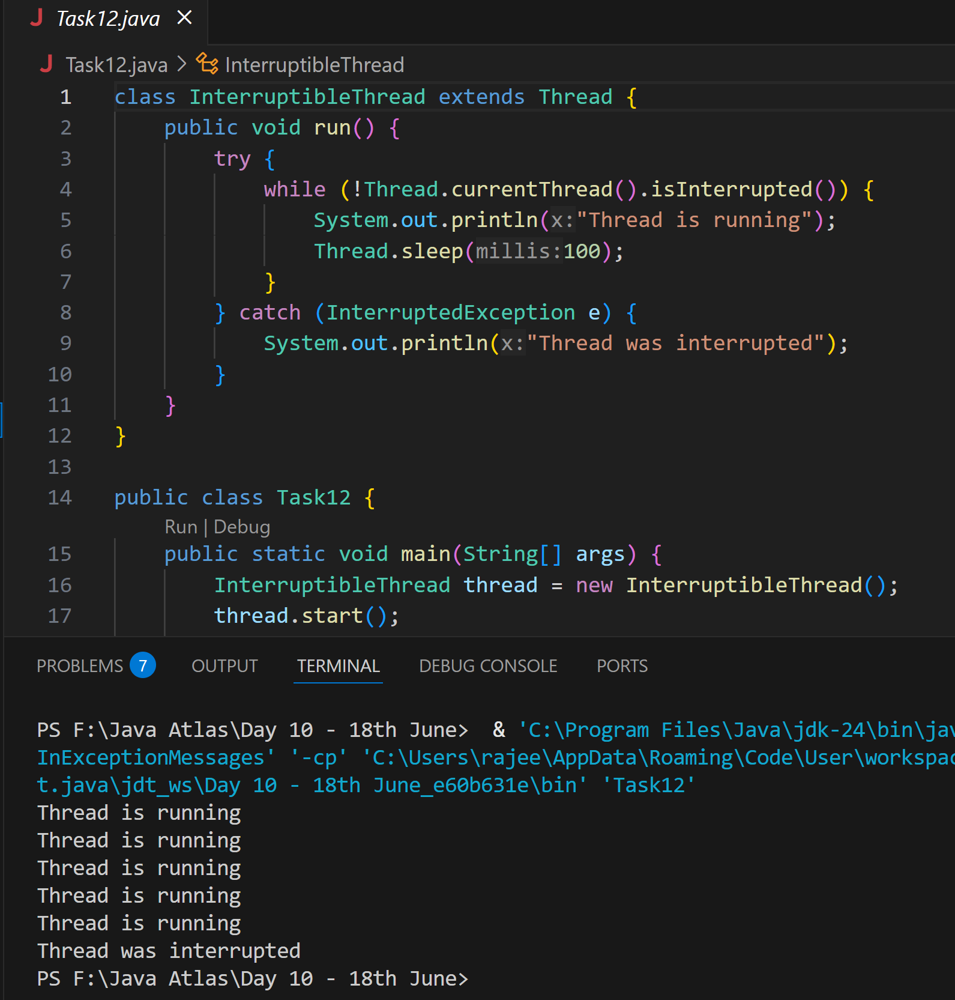 Task12.java
Task12.java > InterruptibleThread
1 class InterruptibleThread extends Thread {
2     public void run() {
3         try {
4             while (!Thread.currentThread().isInterrupted()) {
5                 System.out.println(x:"Thread is running");
6                 Thread.sleep(millis:100);
7             }
8         } catch (InterruptedException e) {
9             System.out.println(x:"Thread was interrupted");
10         }
11     }
12 }
13
14 public class Task12 {
Run | Debug
15     public static void main(String[] args) {
16         InterruptibleThread thread = new InterruptibleThread();
17         thread.start();
PROBLEMS 7 OUTPUT TERMINAL DEBUG CONSOLE PORTS
PS F:\Java Atlas\Day 10 - 18th June>  & 'C:\Program Files\Java\jdk-24\bin\jav
InExceptionMessages' '-cp' 'C:\Users\rajee\AppData\Roaming\Code\User\workspac
t.java\jdt_ws\Day 10 - 18th June_e60b631e\bin' 'Task12'
Thread is running
Thread is running
Thread is running
Thread is running
Thread is running
Thread was interrupted
PS F:\Java Atlas\Day 10 - 18th June>